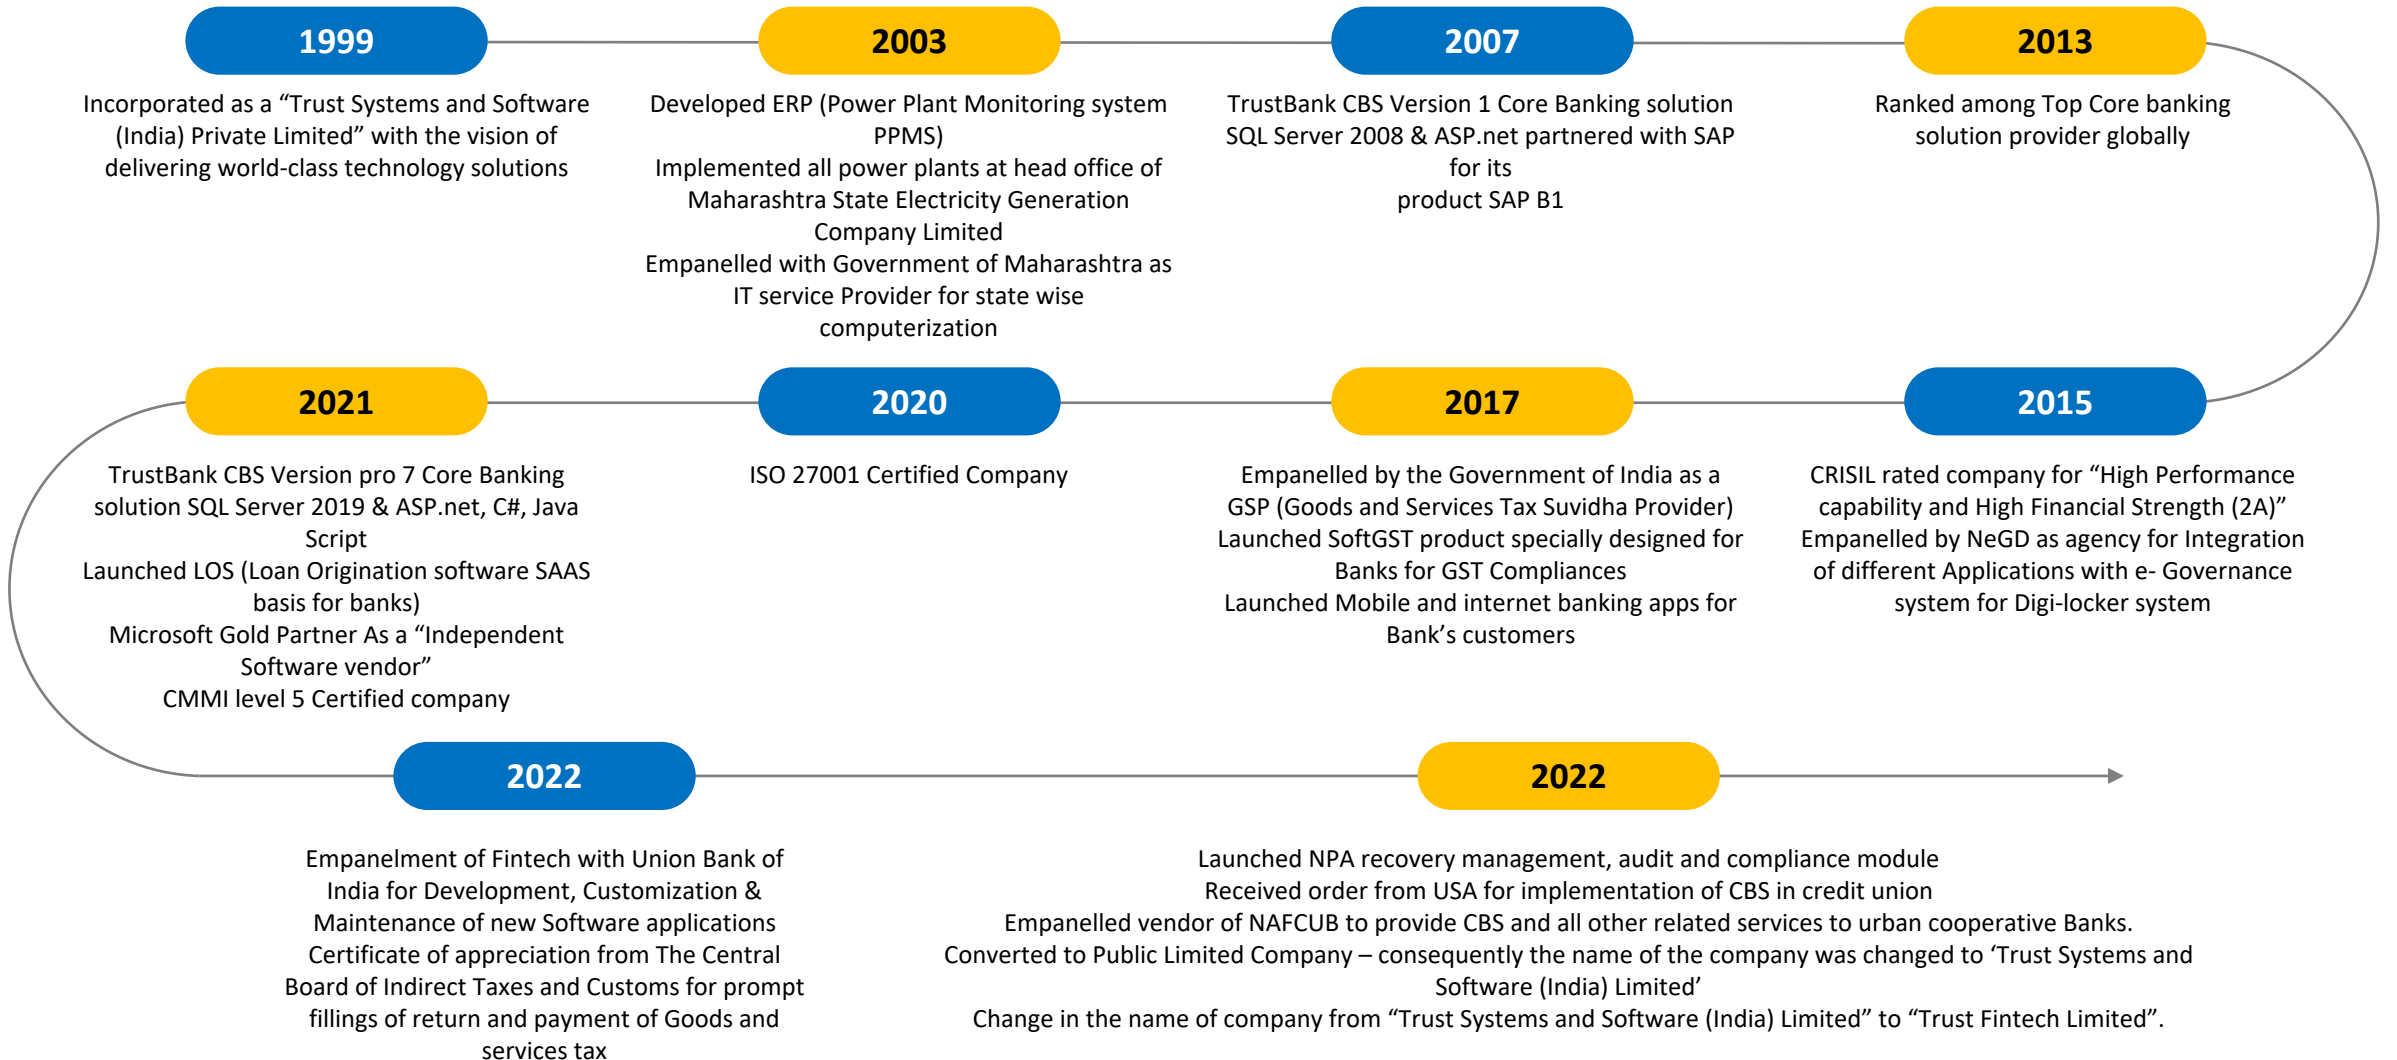 1999
Incorporated as a “Trust Systems and Software
(India) Private Limited” with the vision of
delivering world-class technology solutions
2003
Developed ERP (Power Plant Monitoring system
PPMS)
Implemented all power plants at head office of
Maharashtra State Electricity Generation
Company Limited
Empanelled with Government of Maharashtra as
IT service Provider for state wise
computerization
2007
TrustBank CBS Version 1 Core Banking solution
SQL Server 2008 & ASP.net partnered with SAP
for its
product SAP B1
2013
Ranked among Top Core banking
solution provider globally
2015
CRISIL rated company for “High Performance
capability and High Financial Strength (2A)”
Empanelled by NeGD as agency for Integration
of different Applications with e- Governance
system for Digi-locker system
2017
Empanelled by the Government of India as a
GSP (Goods and Services Tax Suvidha Provider)
Launched SoftGST product specially designed for
Banks for GST Compliances
Launched Mobile and internet banking apps for
Bank’s customers
2020
ISO 27001 Certified Company
2021
TrustBank CBS Version pro 7 Core Banking
solution SQL Server 2019 & ASP.net, C#, Java
Script
Launched LOS (Loan Origination software SAAS
basis for banks)
Microsoft Gold Partner As a “Independent
Software vendor”
CMMI level 5 Certified company
2022
Empanelment of Fintech with Union Bank of
India for Development, Customization &
Maintenance of new Software applications
Certificate of appreciation from The Central
Board of Indirect Taxes and Customs for prompt
fillings of return and payment of Goods and
services tax
2022
Launched NPA recovery management, audit and compliance module
Received order from USA for implementation of CBS in credit union
Empanelled vendor of NAFCUB to provide CBS and all other related services to urban cooperative Banks.
Converted to Public Limited Company – consequently the name of the company was changed to ‘Trust Systems and
Software (India) Limited’
Change in the name of company from “Trust Systems and Software (India) Limited” to “Trust Fintech Limited”.